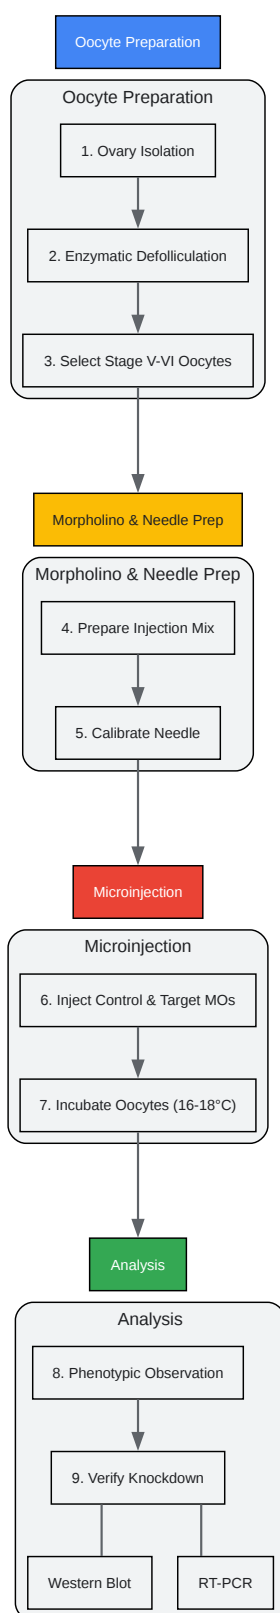 Oocyte Preparation
Oocyte Preparation
1. Ovary Isolation
2. Enzymatic Defolliculation
3. Select Stage V-VI Oocytes
Morpholino & Needle Prep
Morpholino & Needle Prep
4. Prepare Injection Mix
5. Calibrate Needle
Microinjection
Microinjection
6. Inject Control & Target MOs
7. Incubate Oocytes (16-18°C)
Analysis
Analysis
8. Phenotypic Observation
9. Verify Knockdown
Western Blot
RT-PCR